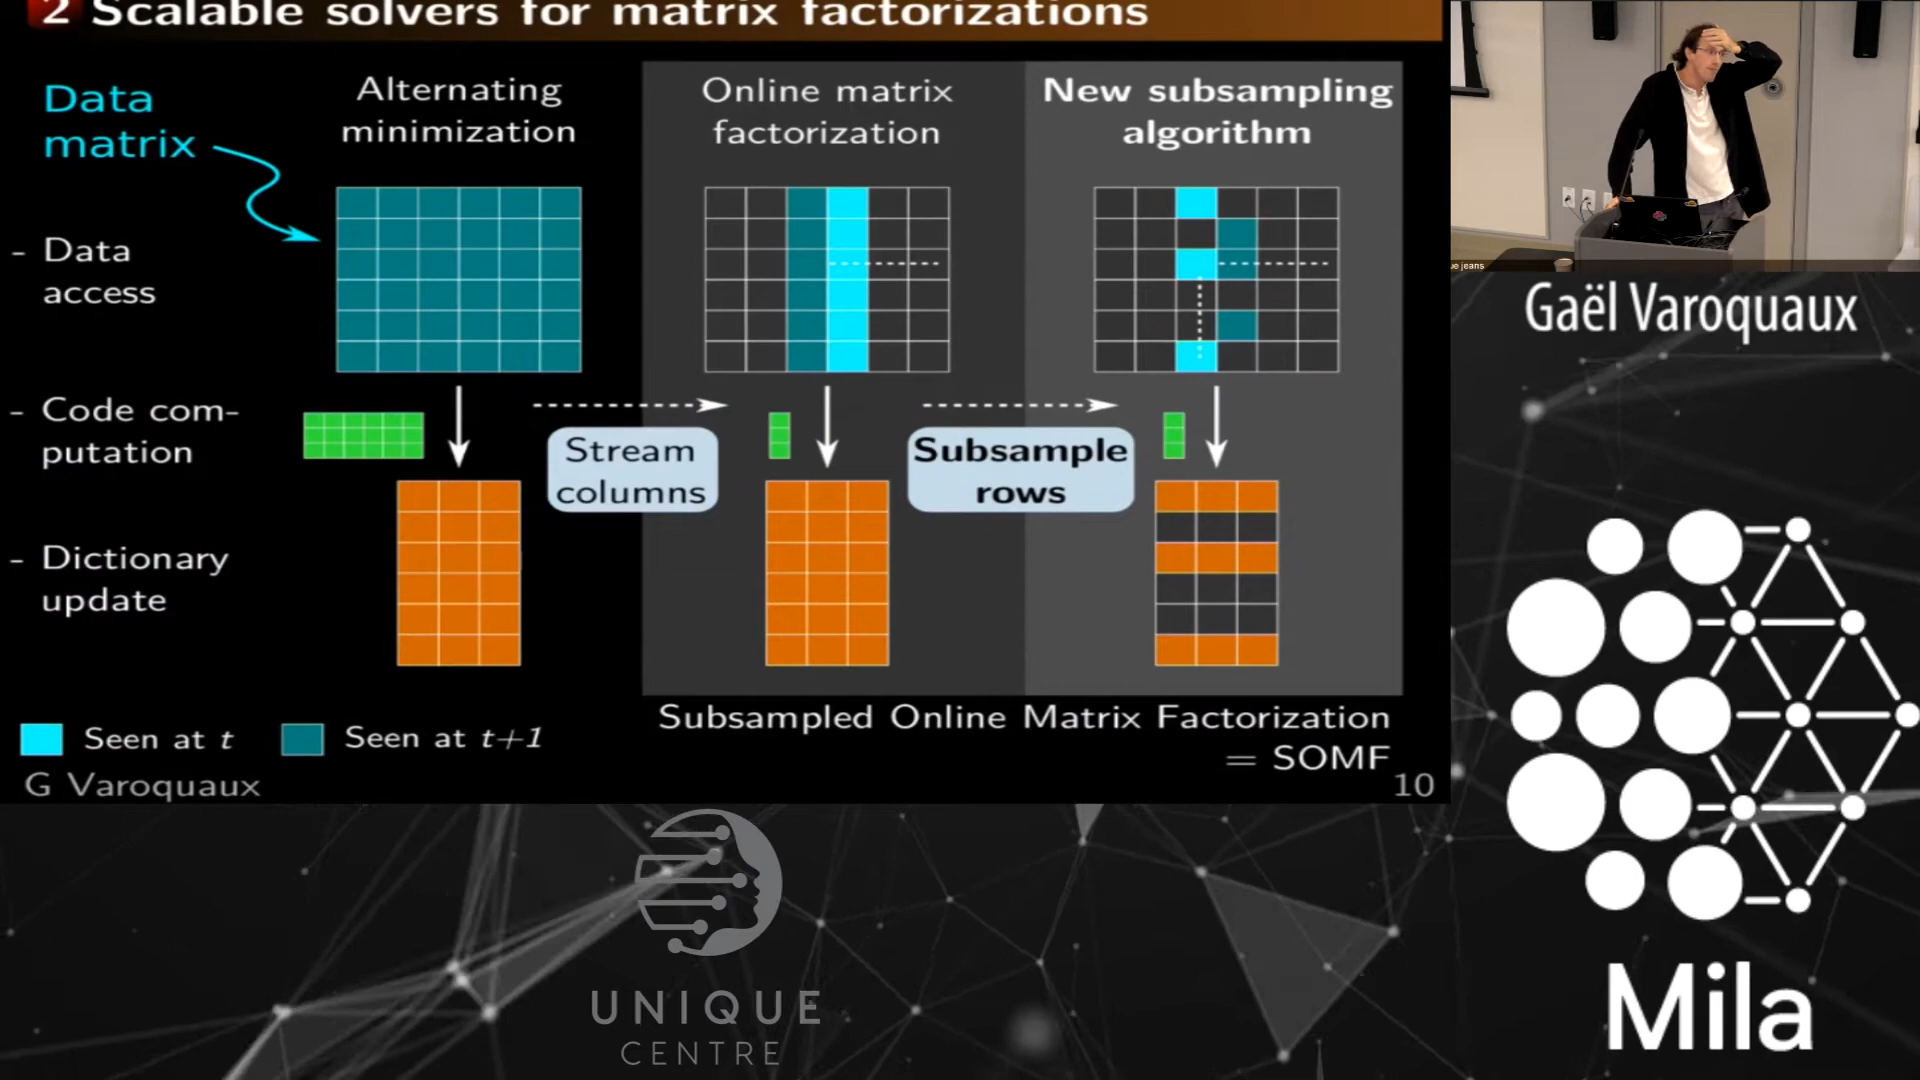 2 Scalable solvers for matrix factorizations
Data
matrix
Alternating
minimization
Online matrix
factorization
New subsampling
algorithm
- Data
access
- Code com-
putation
- Dictionary
update
Stream
columns
Subsample
rows
Seen at t
Seen at t+1
Subsampled Online Matrix Factorization
= SOMF
G Varoquaux
10
Gaël Varoquaux
UNIQUE
CENTRE
Mila